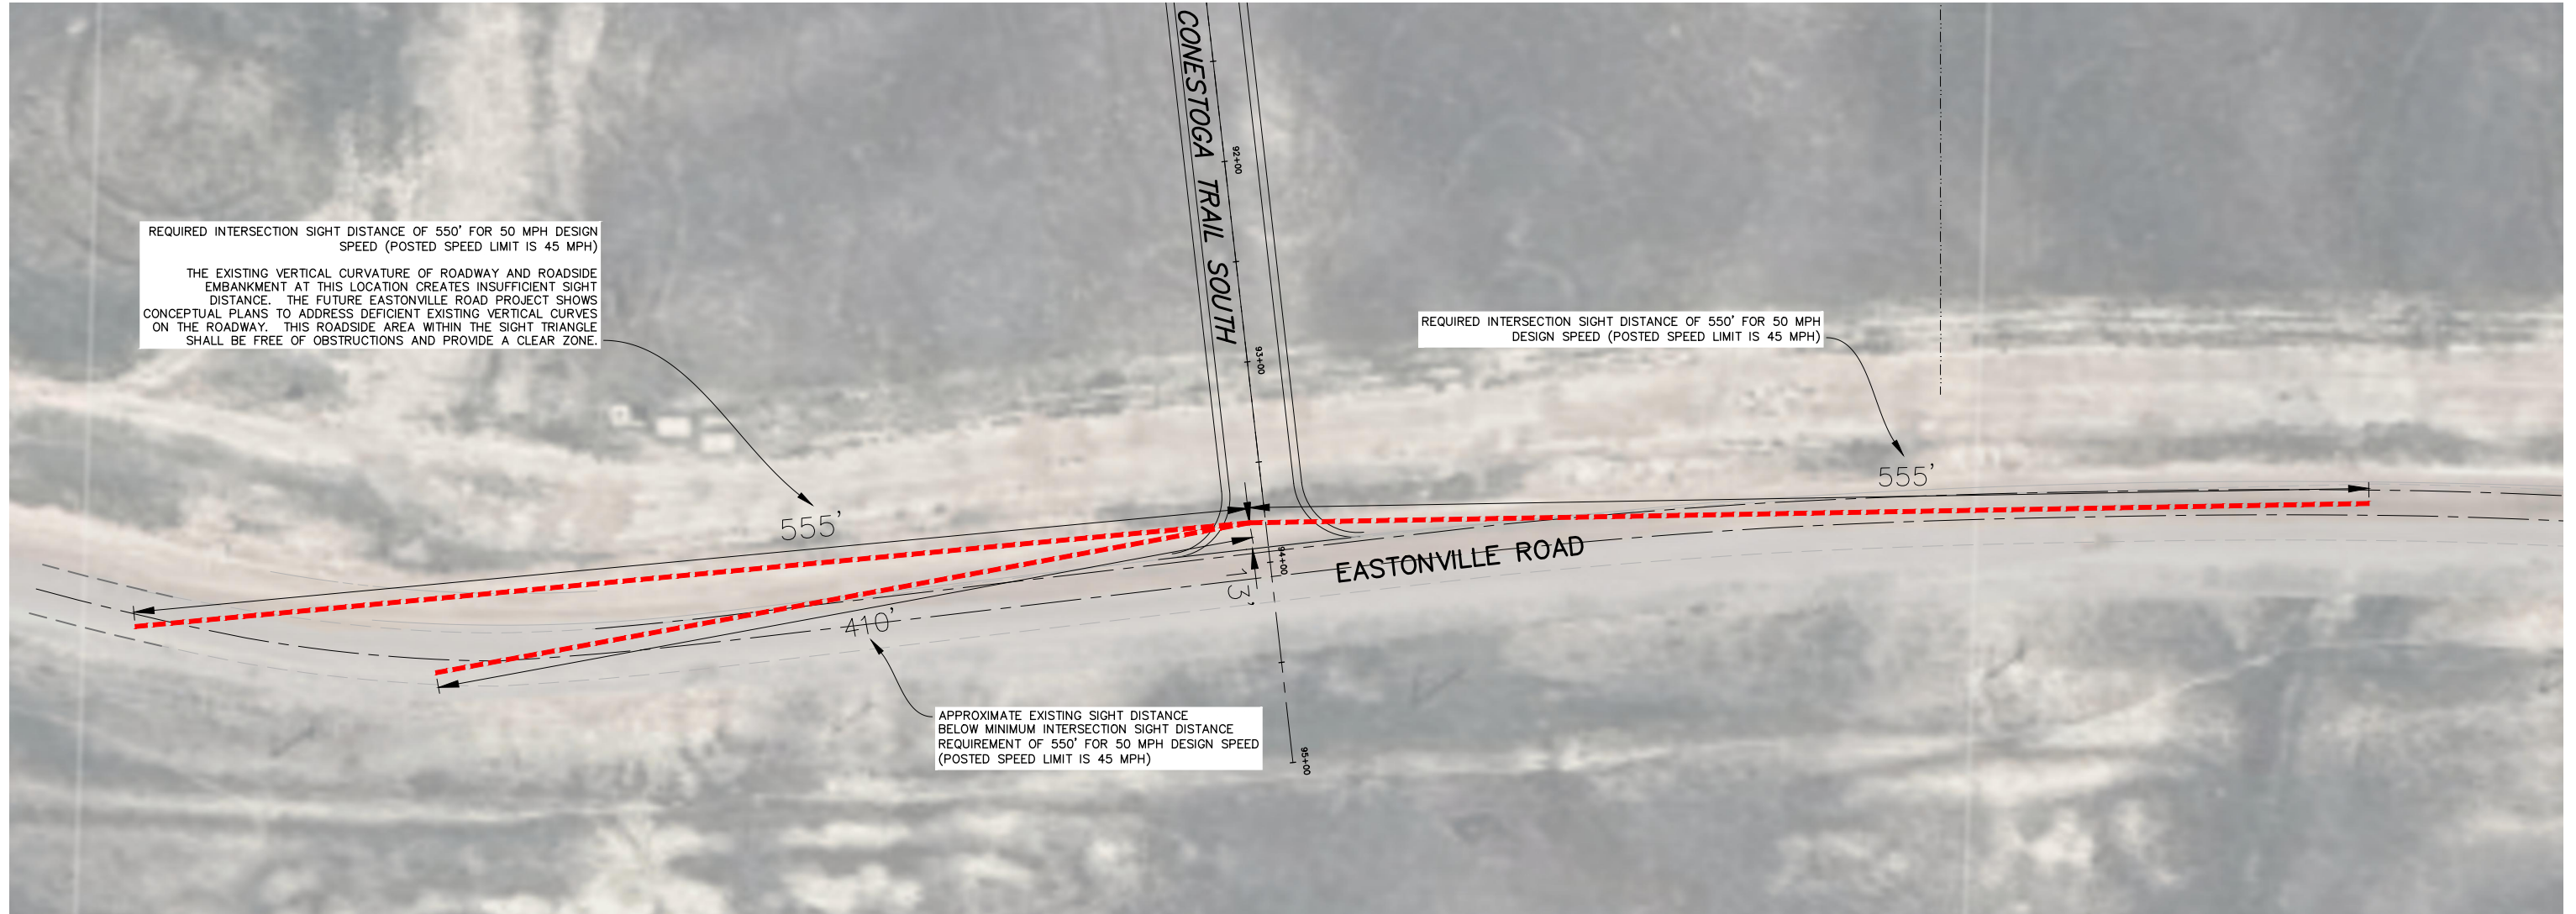 CONESTOGA TRAIL SOUTH
92+00
REQUIRED INTERSECTION SIGHT DISTANCE OF 550' FOR 50 MPH DESIGN
SPEED (POSTED SPEED LIMIT IS 45 MPH)
THE EXISTING VERTICAL CURVATURE OF ROADWAY AND ROADSIDE
EMBANKMENT AT THIS LOCATION CREATES INSUFFICIENT SIGHT
DISTANCE. THE FUTURE EASTONVILLE ROAD PROJECT SHOWS
CONCEPTUAL PLANS TO ADDRESS DEFICIENT EXISTING VERTICAL CURVES
ON THE ROADWAY. THIS ROADSIDE AREA WITHIN THE SIGHT TRIANGLE
SHALL BE FREE OF OBSTRUCTIONS AND PROVIDE A CLEAR ZONE.
REQUIRED INTERSECTION SIGHT DISTANCE OF 550' FOR 50 MPH
DESIGN SPEED (POSTED SPEED LIMIT IS 45 MPH)
93+00
555'
555'
94+00
EASTONVILLE ROAD
13'
410'
APPROXIMATE EXISTING SIGHT DISTANCE
BELOW MINIMUM INTERSECTION SIGHT DISTANCE
REQUIREMENT OF 550' FOR 50 MPH DESIGN SPEED
(POSTED SPEED LIMIT IS 45 MPH)
95+00